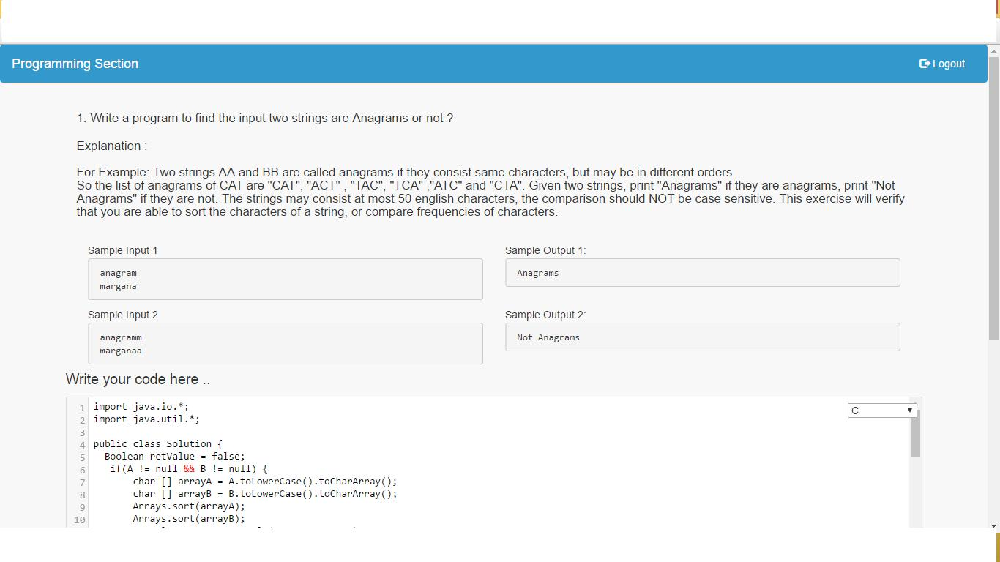 Programming Section
Logout
1. Write a program to find the input two strings are Anagrams or not ?
Explanation :
For Example: Two strings AA and BB are called anagrams if they consist same characters, but may be in different orders.
So the list of anagrams of CAT are "CAT", "ACT" , "TAC", "TCA" ,"ATC" and "CTA". Given two strings, print "Anagrams" if they are anagrams, print "Not
Anagrams" if they are not. The strings may consist at most 50 english characters, the comparison should NOT be case sensitive. This exercise will verify
that you are able to sort the characters of a string, or compare frequencies of characters.
Sample Input 1
anagram
margana
Sample Output 1:
Anagrams
Sample Input 2
anagramm
marganaa
Sample Output 2:
Not Anagrams
Write your code here ..
C
1 import java.io.*;
2 import java.util.*;
3
4 public class Solution {
5 Boolean retValue = false;
6 if(A != null && B != null) {
7 char [] arrayA = A.toLowerCase().toCharArray();
8 char [] arrayB = B.toLowerCase().toCharArray();
9 Arrays.sort(arrayA);
10 Arrays.sort(arrayB);